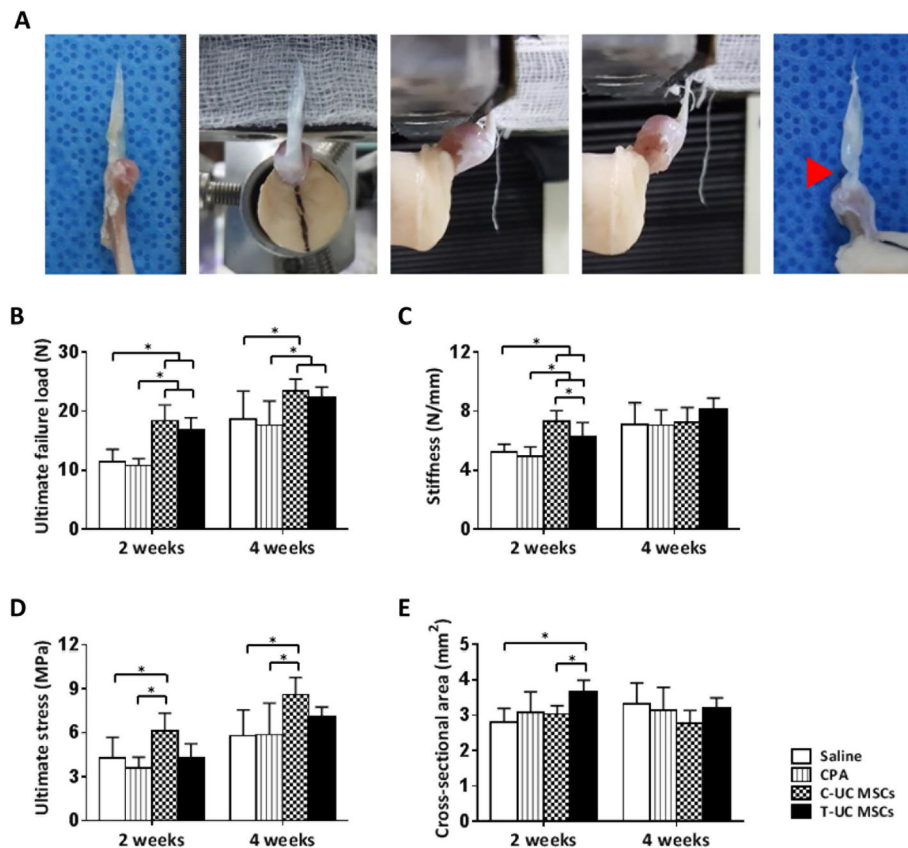 A
B
Ultimate failure load (N)
30
20
10
0
*
*
*
*
2 weeks
4 weeks
C
Stiffness (N/mm)
12
8
4
0
*
*
*
2 weeks
4 weeks
D
Ultimate stress (MPa)
12
9
6
3
0
*
*
*
*
2 weeks
4 weeks
E
Cross-sectional area (mm²)
5
4
3
2
1
0
*
*
2 weeks
4 weeks
Saline
CPA
C-UC MSCs
T-UC MSCs